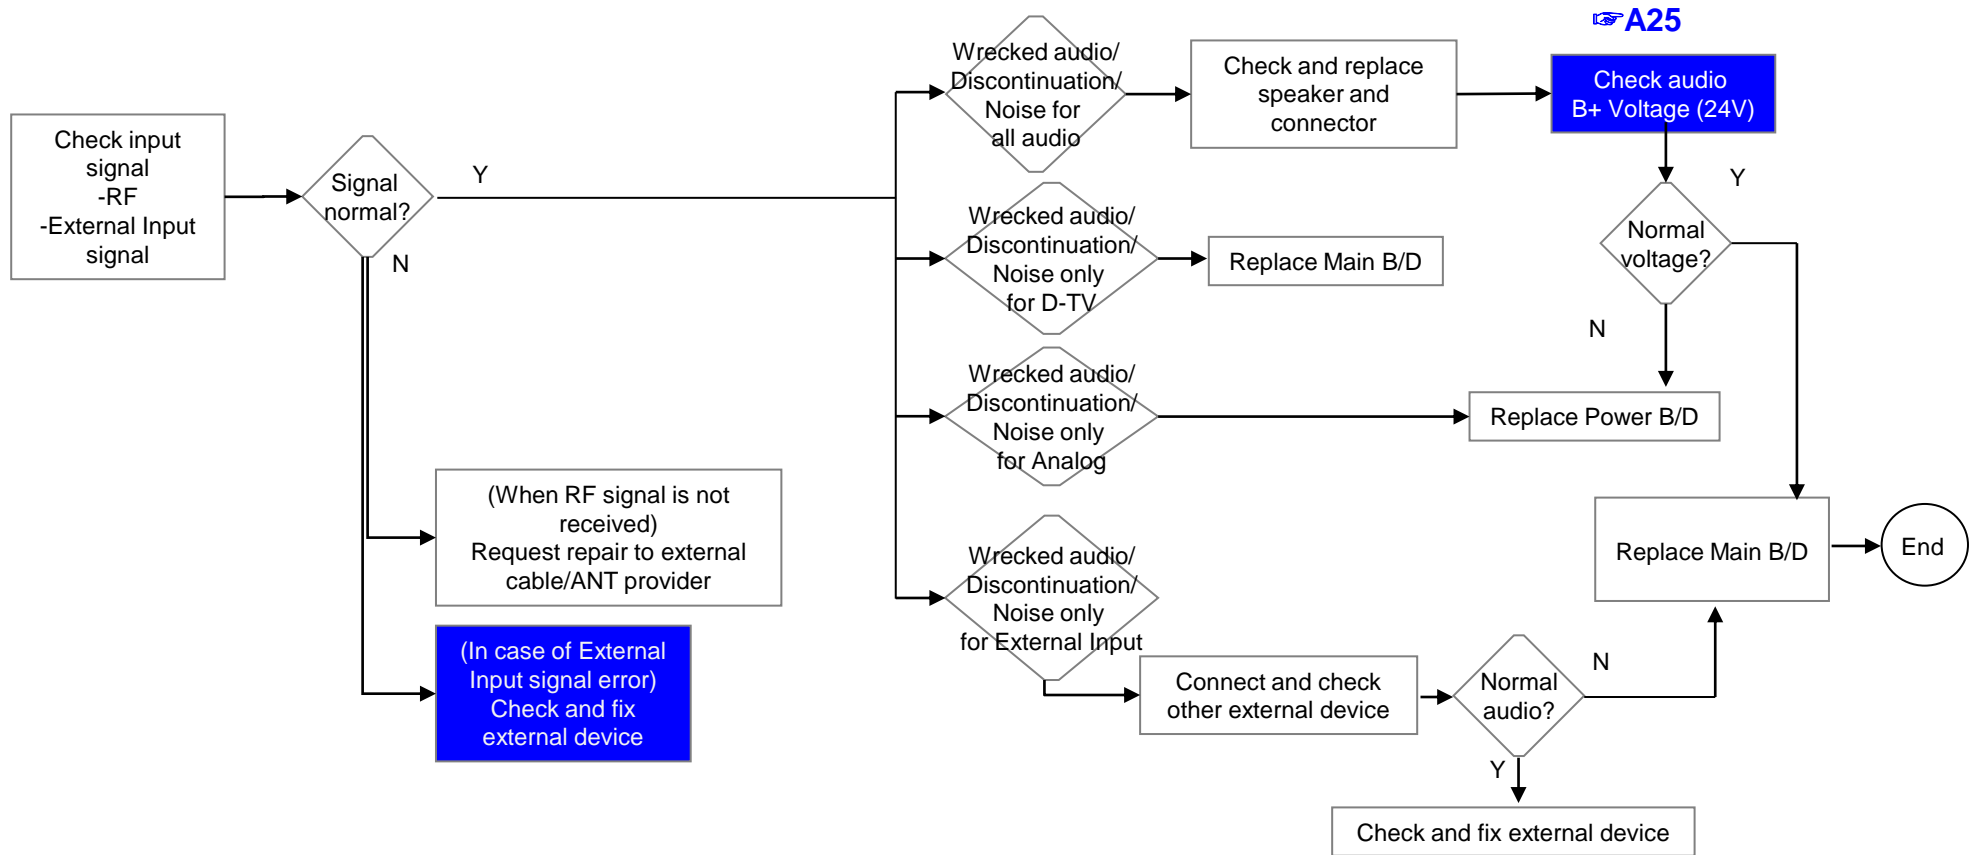 ☞A25
Check input
signal
-RF
-External Input
signal
Signal
normal?
Y
N
Wrecked audio/
Discontinuation/
Noise for
all audio
Check and replace
speaker and
connector
Check audio
B+ Voltage (24V)
Y
Normal
voltage?
N
Wrecked audio/
Discontinuation/
Noise only
for D-TV
Replace Main B/D
Wrecked audio/
Discontinuation/
Noise only
for Analog
Replace Power B/D
(When RF signal is not
received)
Request repair to external
cable/ANT provider
(In case of External
Input signal error)
Check and fix
external device
Wrecked audio/
Discontinuation/
Noise only
for External Input
Connect and check
other external device
Normal
audio?
N
Y
Replace Main B/D
End
Check and fix external device